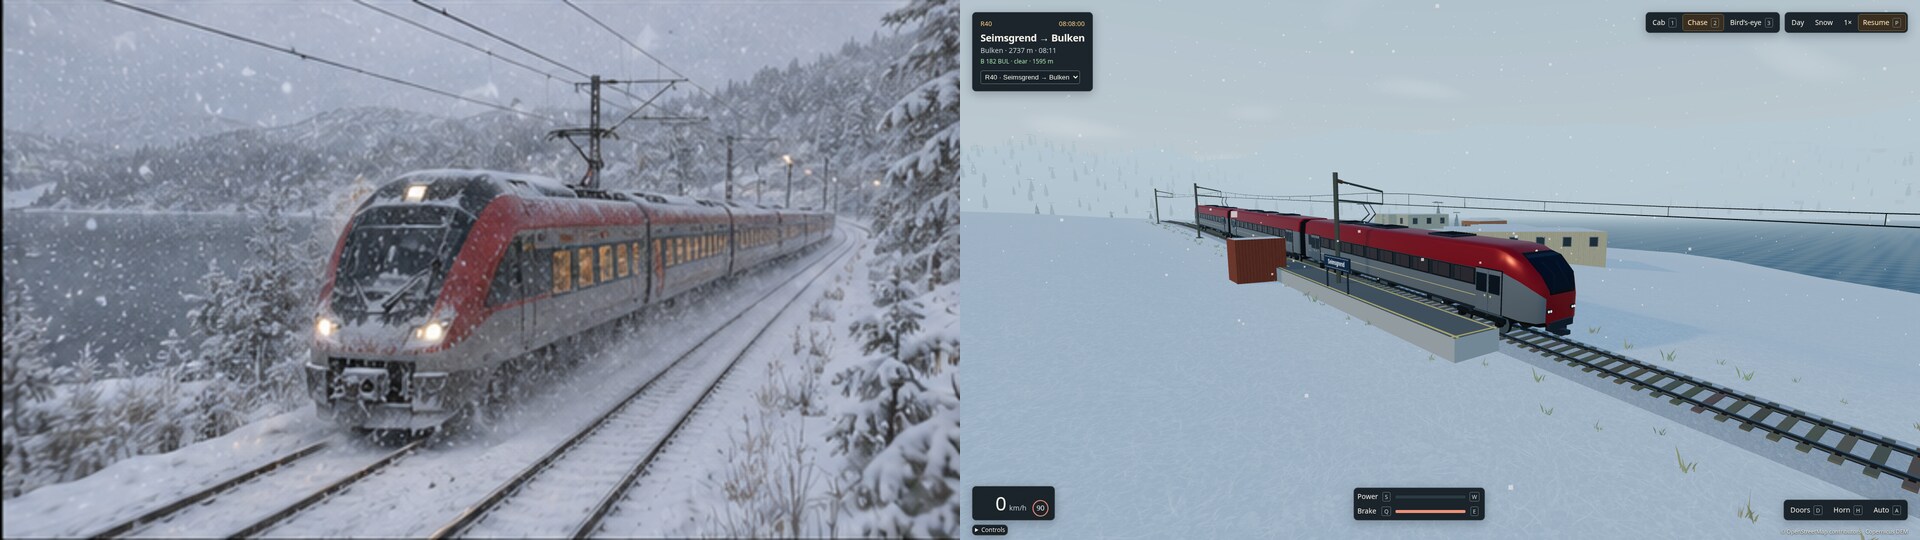 R40 08:08:00
Seimsgrend → Bulken
Bulken · 2737 m · 08:11
B 182 BUL · clear · 1595 m
R40 · Seimsgrend → Bulken
Cab 1 Chase 2 Bird's-eye 3 Day Snow 1× Resume P
Seimsgrend
0 km/h 90
Controls
Power S W
Brake Q E
Doors D Horn H Auto A